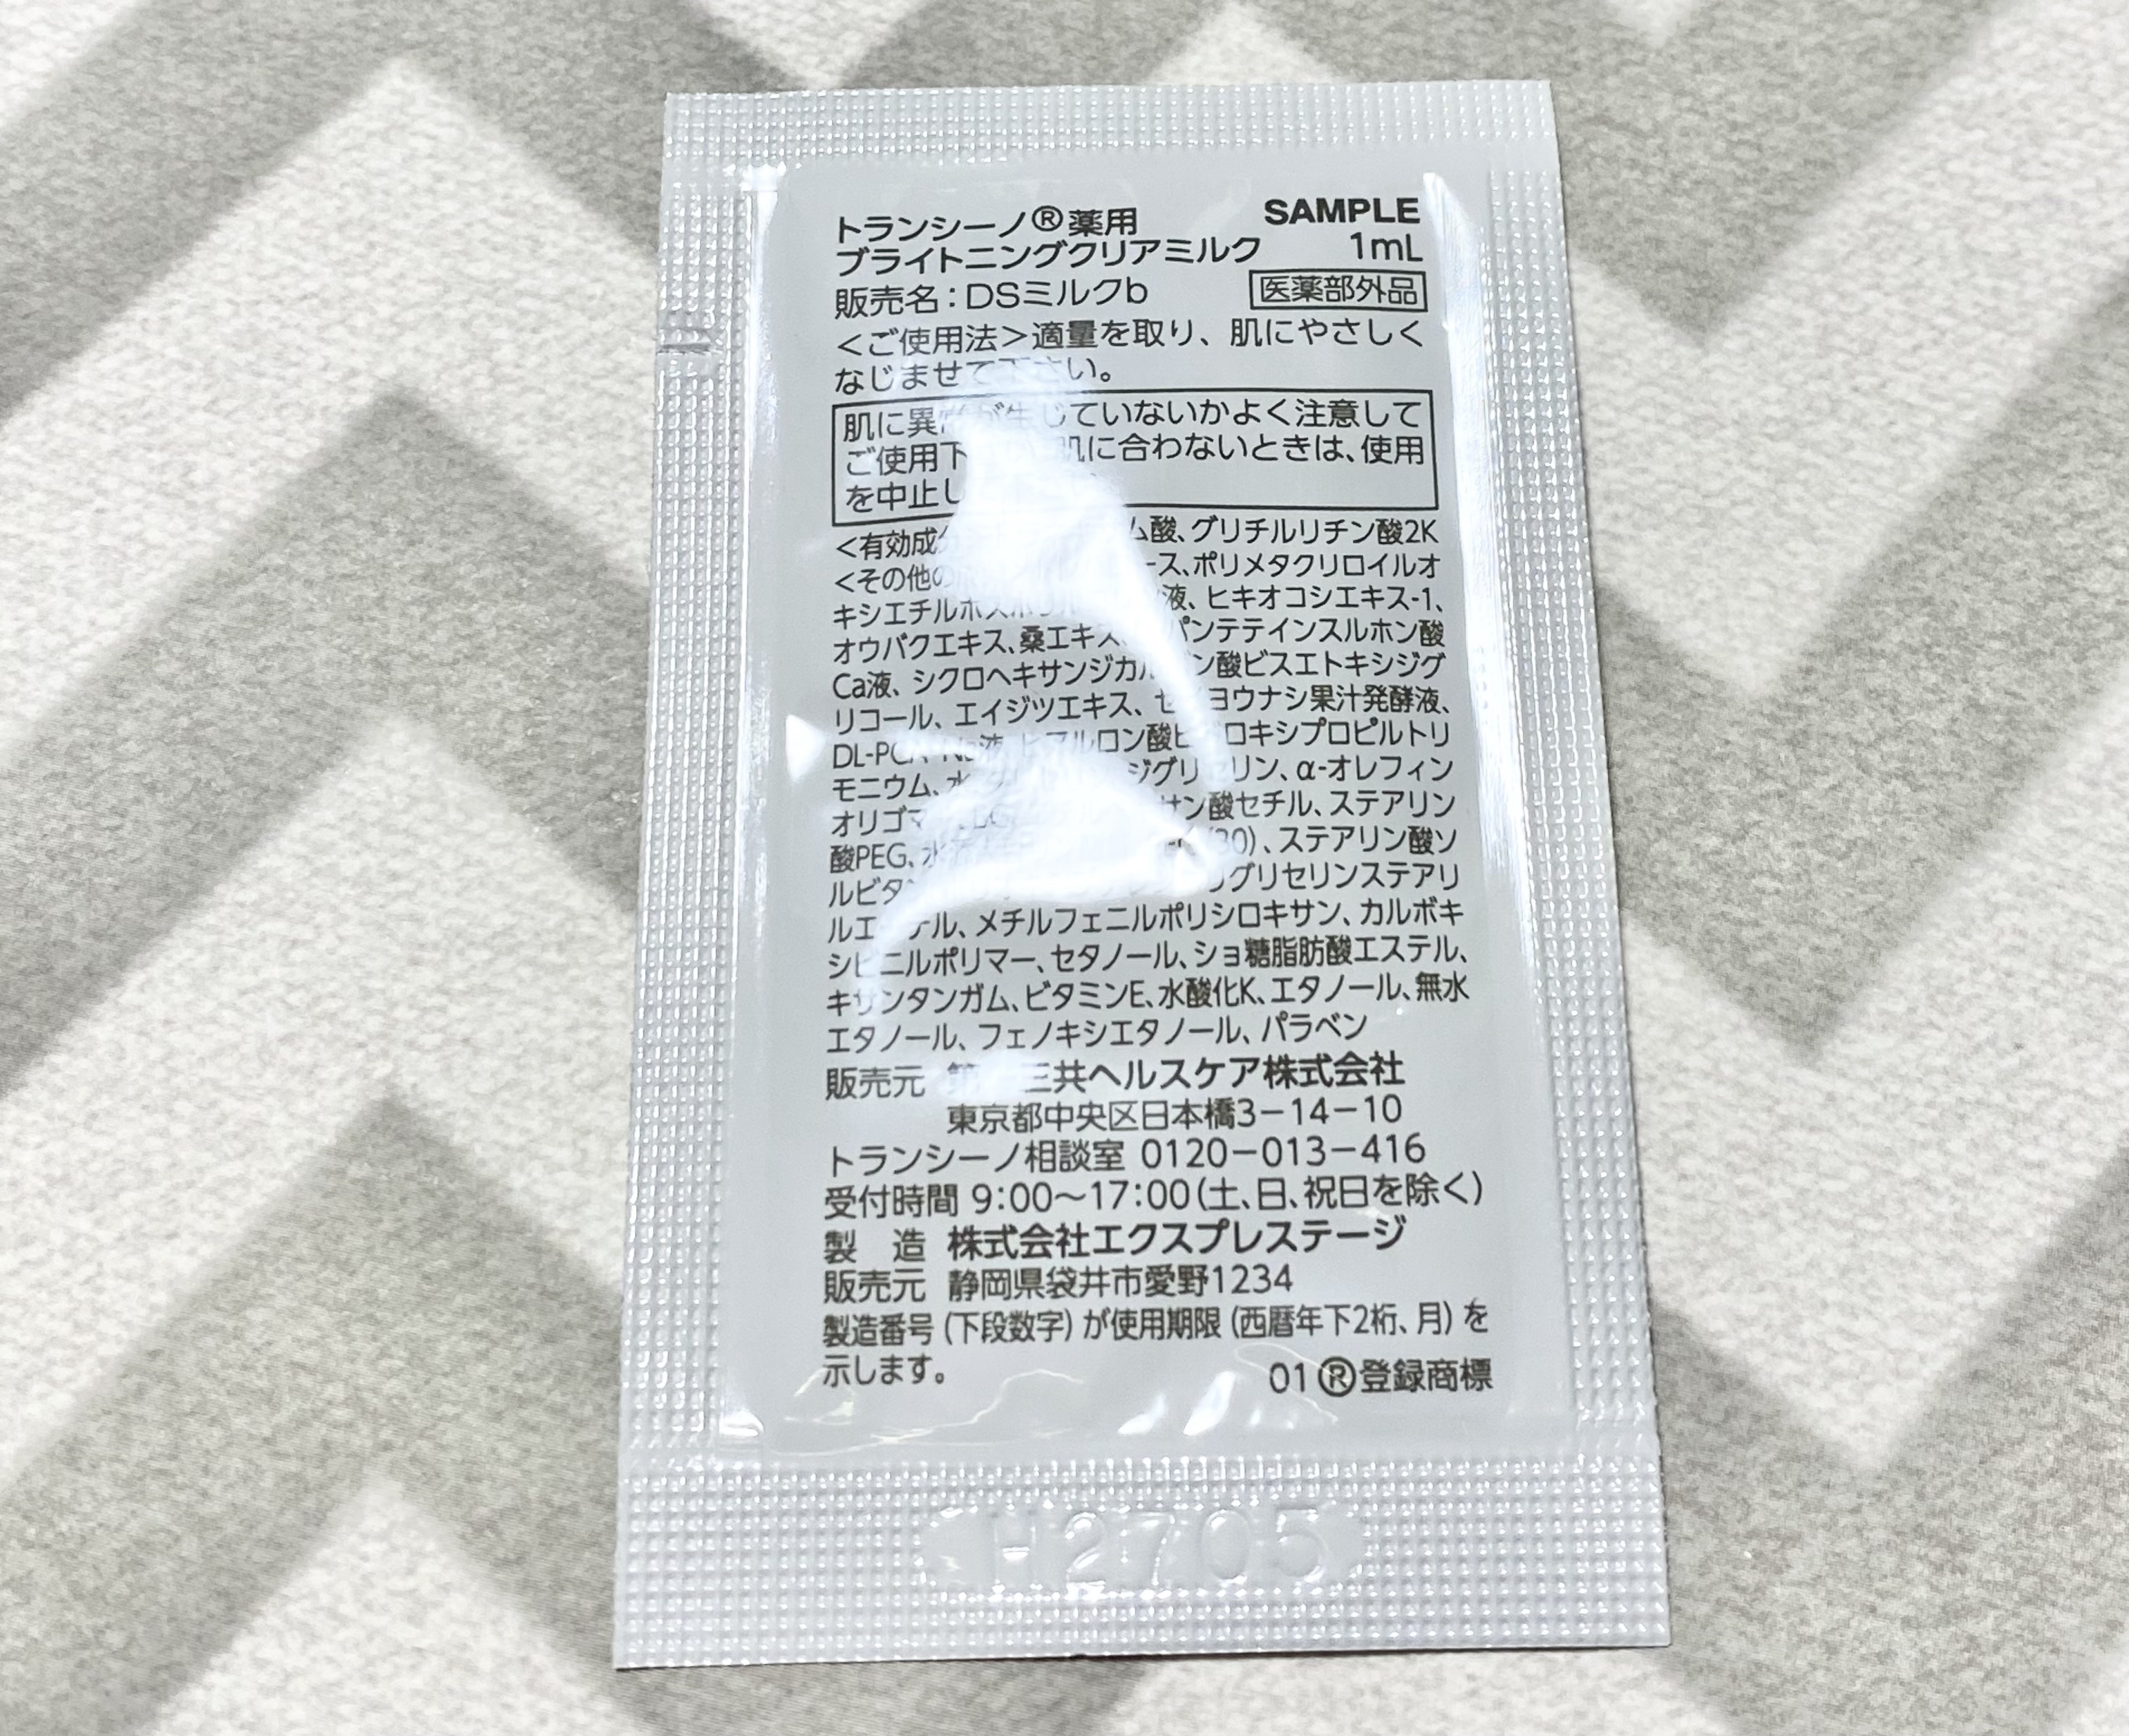 トランシーノ®薬用 SAMPLE
ブライトニングクリアミルク 1mL
販売名：DSミルクb 医薬部外品
＜ご使用法＞適量を取り、肌にやさしく
なじませて下さい。
肌に異常が生じていないかよく注意して
ご使用下 肌に合わないときは、使用
を中止し
＜有効成分 ム酸、グリチルリチン酸2K
＜その他の ース、ポリメタクリロイルオ
キシエチルホスホリル 液、ヒキオコシエキス-1、
オウバクエキス、桑エキス、 パンテテインスルホン酸
Ca液、シクロヘキサンジカルボン酸ビスエトキシジグ
リコール、エイジツエキス、セイヨウナシ果汁発酵液、
DL-PCA・Na液、ヒアルロン酸ヒドロキシプロピルトリ
モニウム、 ジグリセリン、α-オレフィン
オリゴマー、 サン酸セチル、ステアリン
酸PEG、 (30)、ステアリン酸ソ
ルビタン リグリセリンステアリ
ルエーテル、メチルフェニルポリシロキサン、カルボキ
シビニルポリマー、セタノール、ショ糖脂肪酸エステル、
キサンタンガム、ビタミンE、水酸化K、エタノール、無水
エタノール、フェノキシエタノール、パラベン
販売元 第一三共ヘルスケア株式会社
東京都中央区日本橋3－14－10
トランシーノ相談室 0120－013－416
受付時間 9:00～17:00（土、日、祝日を除く）
製 造 株式会社エクスプレステージ
販売元 静岡県袋井市愛野1234
製造番号（下段数字）が使用期限（西暦年下2桁、月）を
示します。 01 ®登録商標
H2705